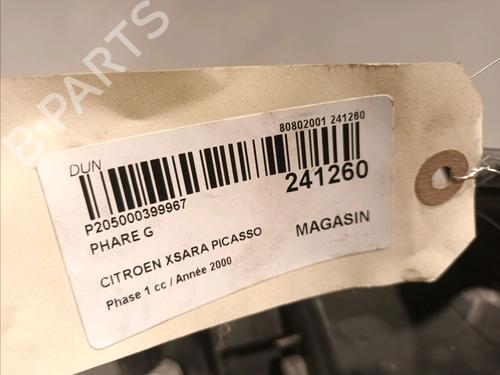 B-PARTS
DUN
80802001 241260
P205000399967
241260
PHARE G
MAGASIN
CITROEN XSARA PICASSO
Phase 1 cc / Année 2000